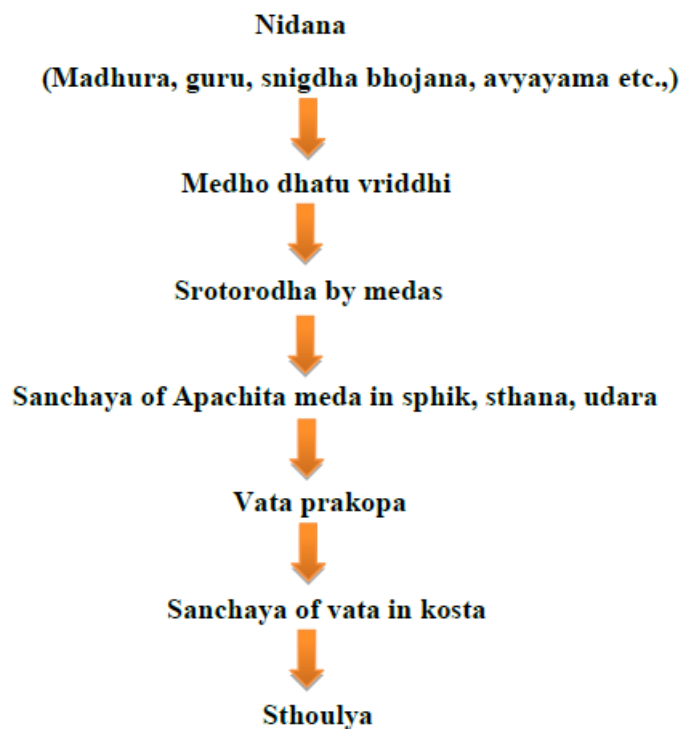 Nidana
(Madhura, guru, snigdha bhojana, avyayama etc.,)
Medho dhatu vriddhi
Srotorodha by medas
Sanchaya of Apachita meda in sphik, sthana, udara
Vata prakopa
Sanchaya of vata in kosta
Sthoulya